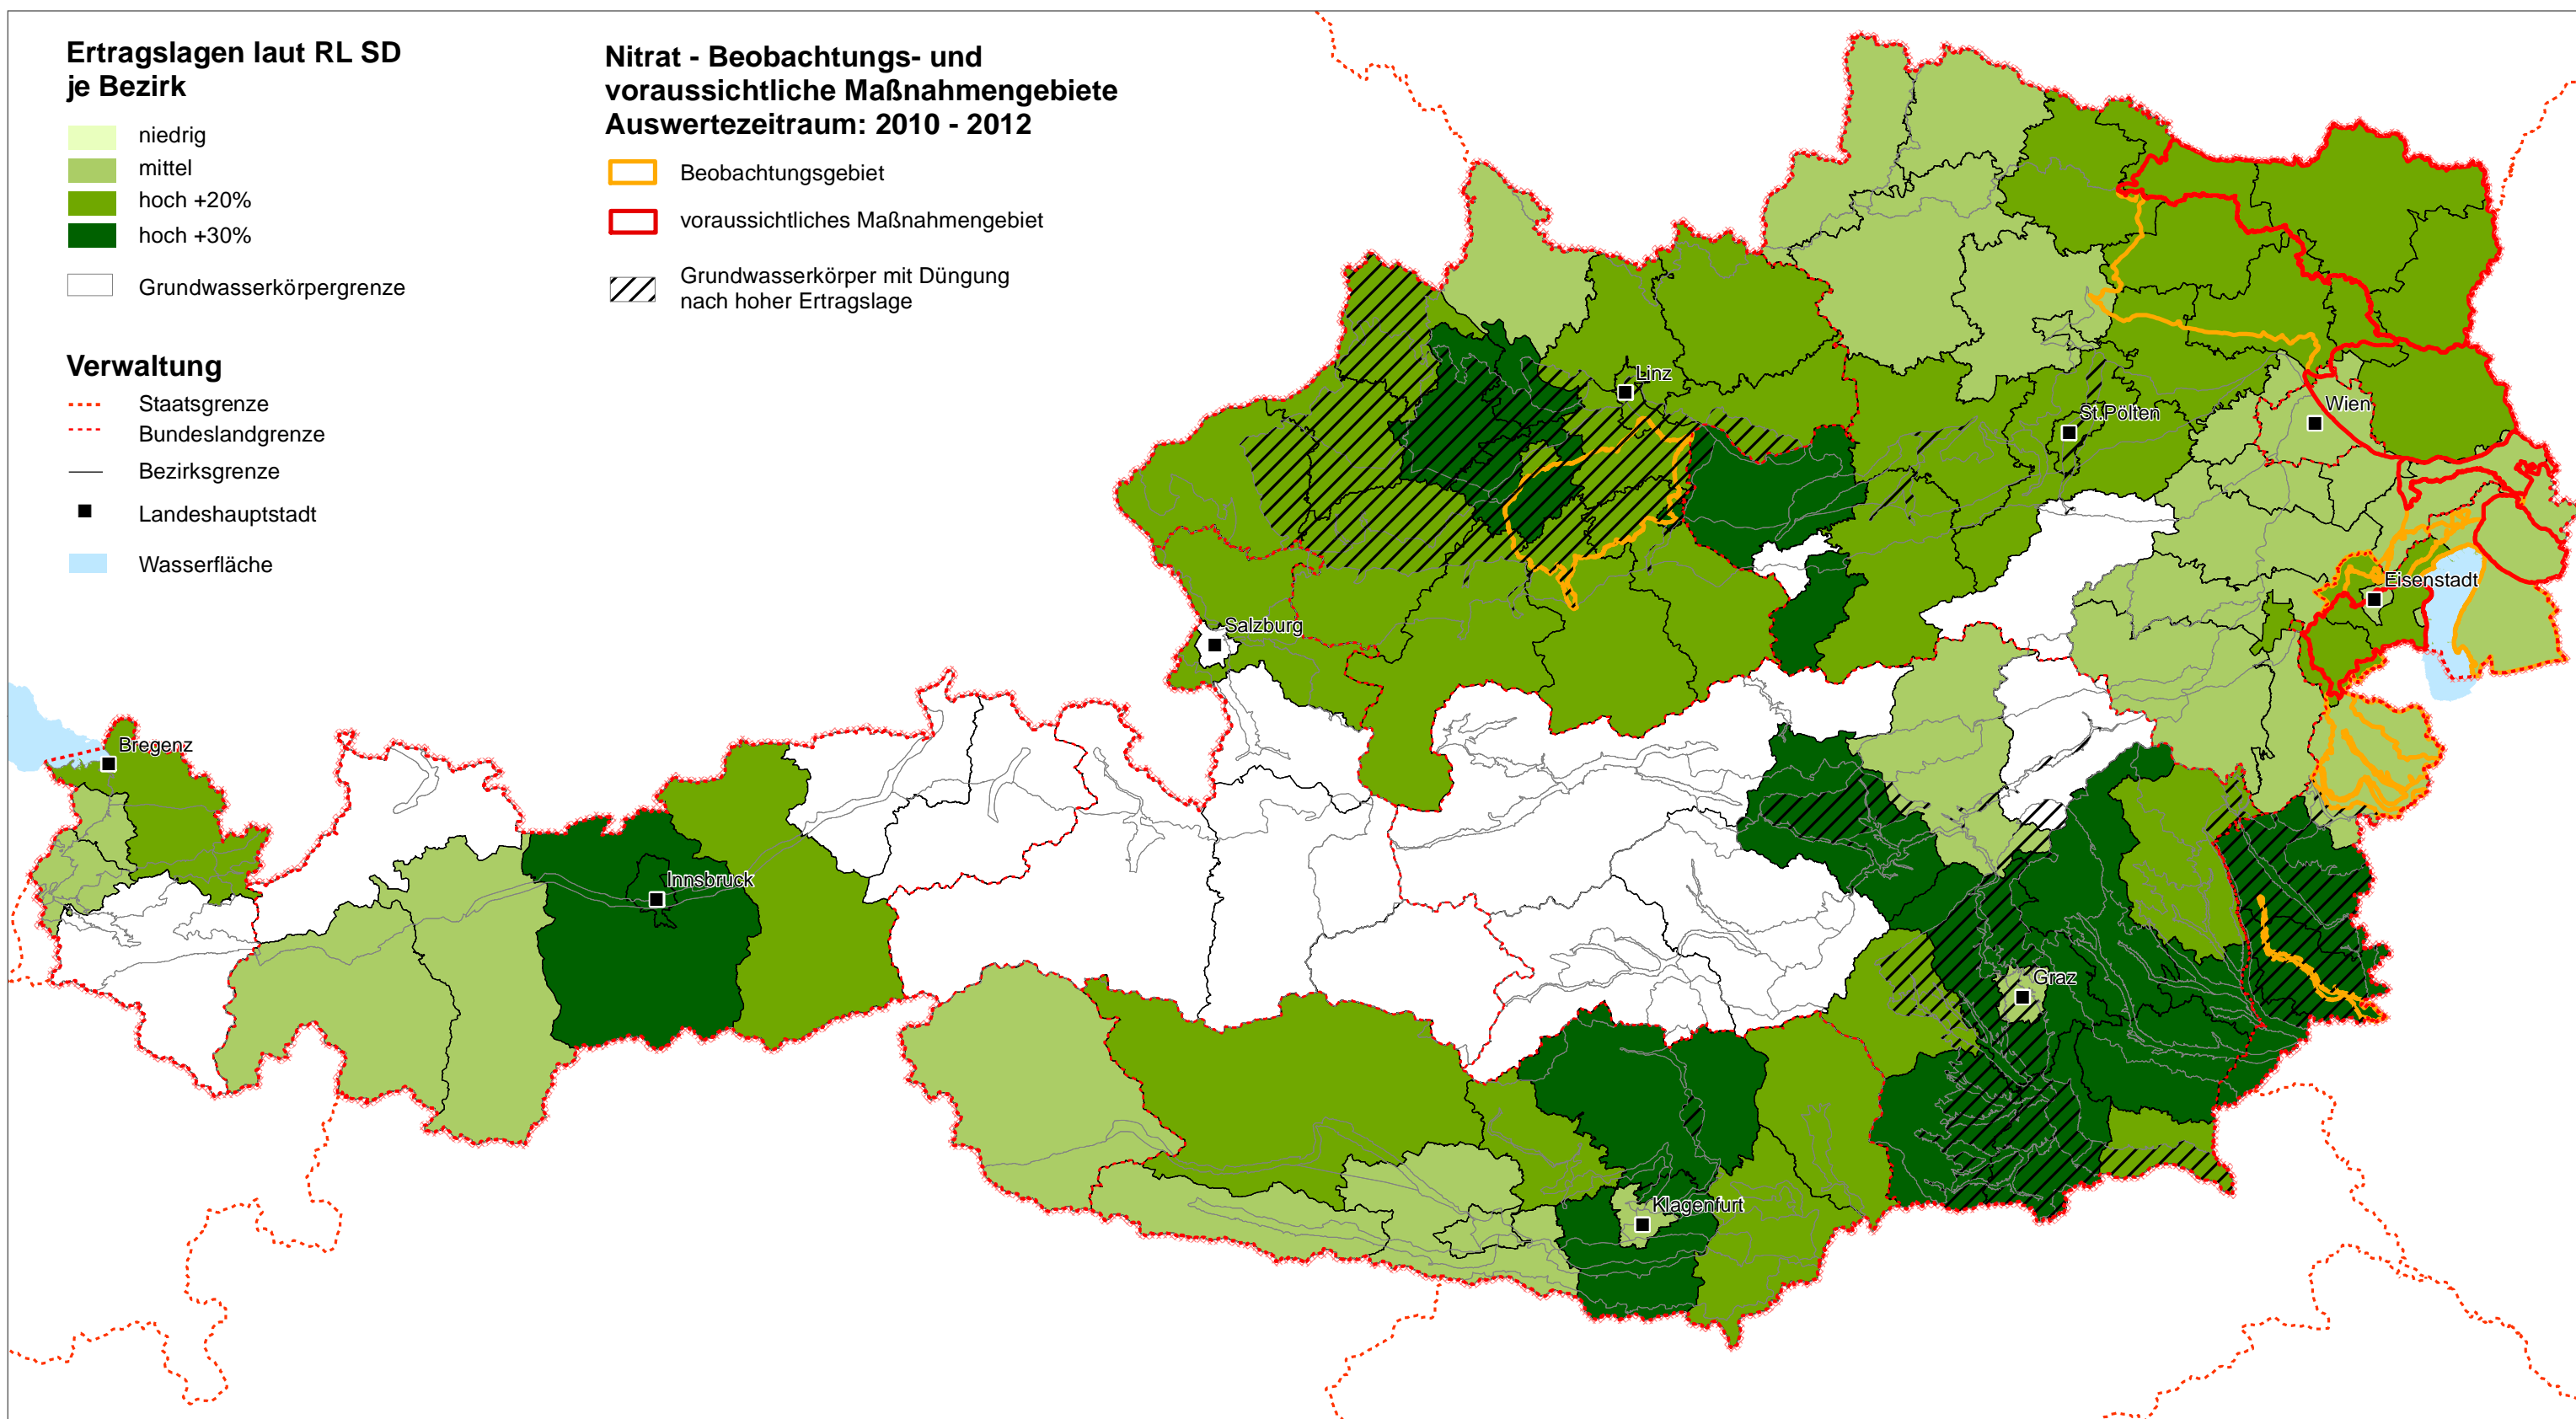 Ertragslagen laut RL SD
je Bezirk
niedrig
mittel
hoch +20%
hoch +30%
Grundwasserkörpergrenze
Verwaltung
Staatsgrenze
Bundeslandgrenze
Bezirksgrenze
Landeshauptstadt
Wasserfläche
Nitrat - Beobachtungs- und
voraussichtliche Maßnahmengebiete
Auswertezeitraum: 2010 - 2012
Beobachtungsgebiet
voraussichtliches Maßnahmengebiet
Grundwasserkörper mit Düngung
nach hoher Ertragslage
Linz
St.Pölten
Wien
Eisenstadt
Salzburg
Bregenz
Innsbruck
Graz
Klagenfurt